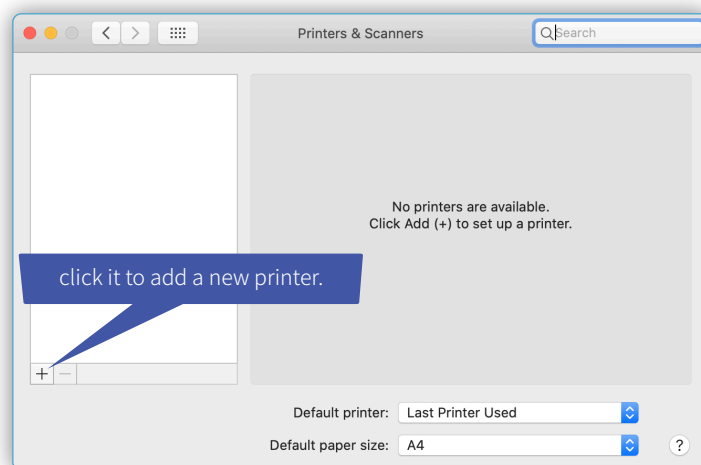 Printers & Scanners
Search
No printers are available.
Click Add (+) to set up a printer.
click it to add a new printer.
+ −
Default printer: Last Printer Used
Default paper size: A4
?